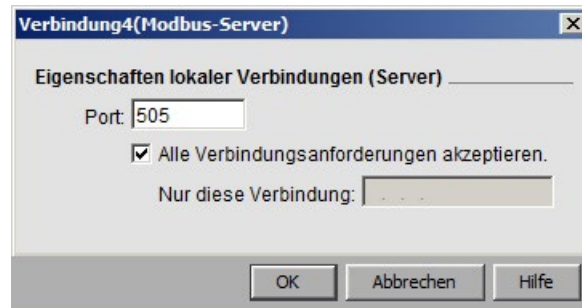 Verbindung4(Modbus-Server)
Eigenschaften lokaler Verbindungen (Server)
Port: 505
Alle Verbindungsanforderungen akzeptieren.
Nur diese Verbindung: . . .
OK Abbrechen Hilfe